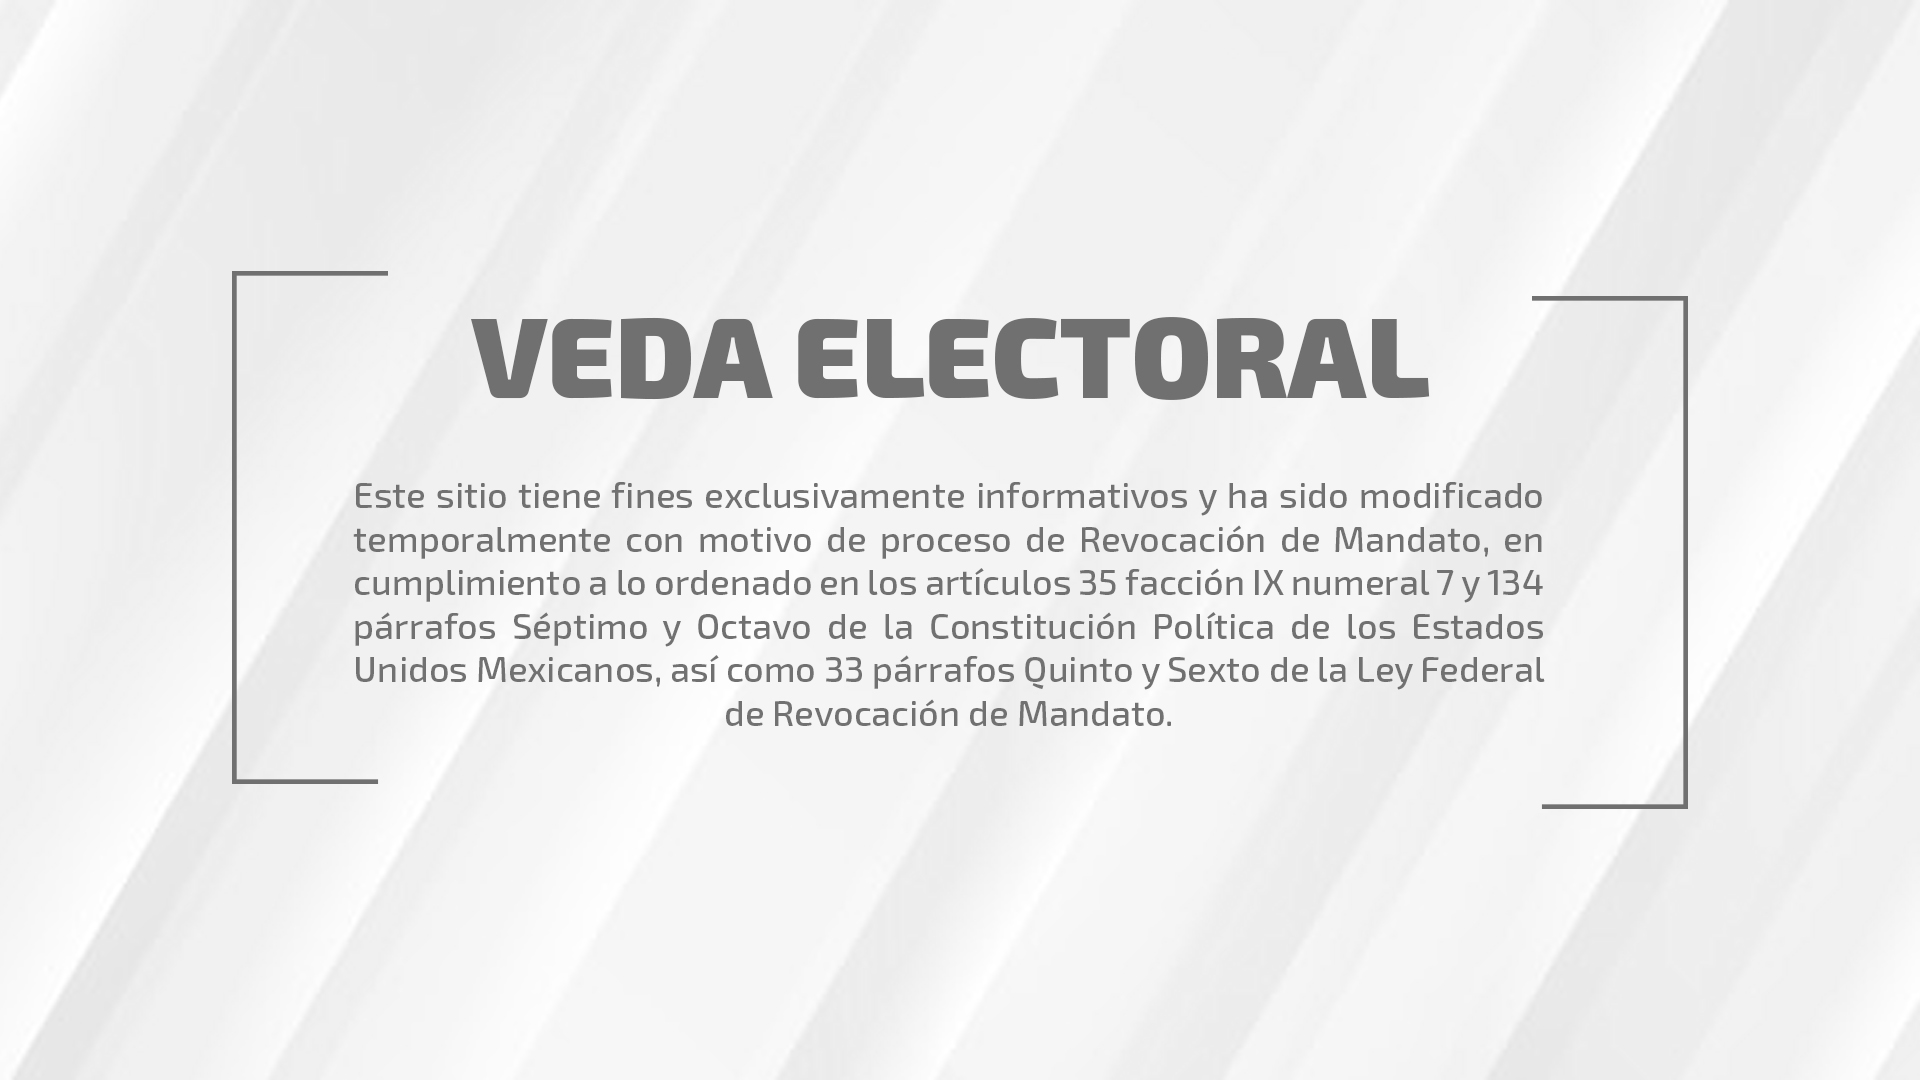 VEDA ELECTORAL
Este sitio tiene fines exclusivamente informativos y ha sido modificado
temporalmente con motivo de proceso de Revocación de Mandato, en
cumplimiento a lo ordenado en los artículos 35 facción IX numeral 7 y 134
párrafos Séptimo y Octavo de la Constitución Política de los Estados
Unidos Mexicanos, así como 33 párrafos Quinto y Sexto de la Ley Federal
de Revocación de Mandato.